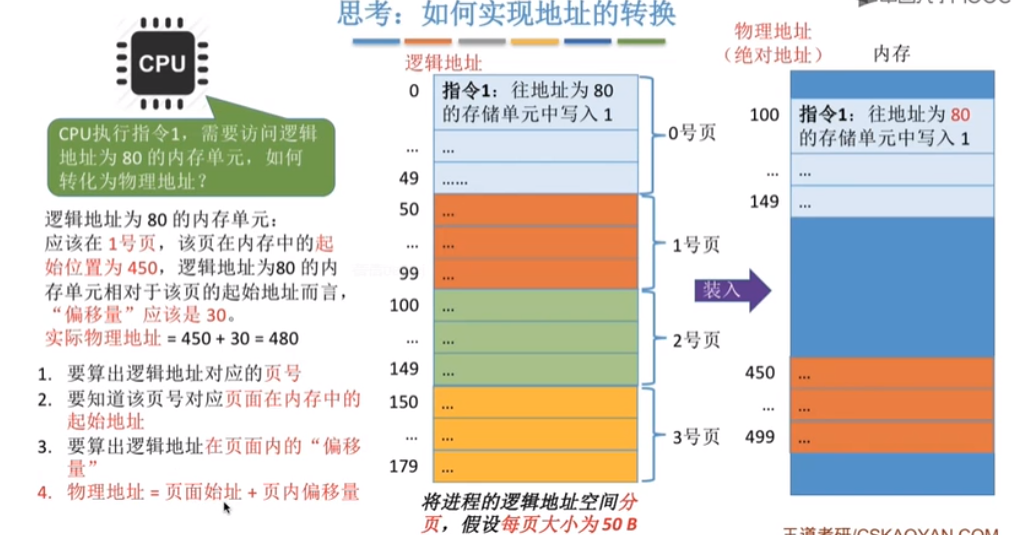 思考：如何实现地址的转换
CPU
CPU执行指令1，需要访问逻辑
地址为 80 的内存单元，如何
转化为物理地址？
逻辑地址为 80 的内存单元：
应该在 1号页，该页在内存中的起
始位置为 450，逻辑地址为80 的内
存单元相对于该页的起始地址而言，
“偏移量”应该是 30。
实际物理地址 = 450 + 30 = 480
1. 要算出逻辑地址对应的页号
2. 要知道该页号对应页面在内存中的
起始地址
3. 要算出逻辑地址在页面内的“偏移
量”
4. 物理地址 = 页面始址 + 页内偏移量
逻辑地址
0 指令1：往地址为 80
的存储单元中写入 1
... ...
49 ......
0号页
50 ...
... ...
99 ...
1号页
100 ...
... ...
149 ...
2号页
150 ...
... ...
179 ...
3号页
将进程的逻辑地址空间分
页，假设每页大小为 50 B
装入
物理地址
（绝对地址）
内存
100 指令1：往地址为 80
的存储单元中写入 1
... ...
149 ...
450 ...
... ...
499 ...
王道考研/CSKAOYAN.COM